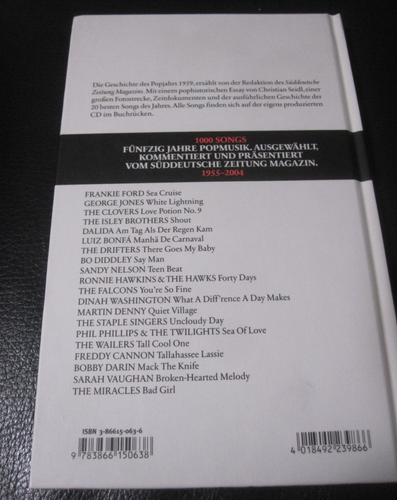 Die Geschichte des Popjahrs 1959, erzählt von der Redaktion des Süddeutsche
Zeitung Magazins. Mit einem pophistorischen Essay von Christian Seidl, einer
großen Fotostrecke, Zeitdokumenten und der ausführlichen Geschichte der
20 besten Songs des Jahres. Alle Songs finden sich auf der eigens produzierten
CD im Buchrücken.
1000 SONGS
FÜNFZIG JAHRE POPMUSIK. AUSGEWÄHLT,
KOMMENTIERT UND PRÄSENTIERT
VOM SÜDDEUTSCHE ZEITUNG MAGAZIN.
1955–2004
FRANKIE FORD Sea Cruise
GEORGE JONES White Lightning
THE CLOVERS Love Potion No. 9
THE ISLEY BROTHERS Shout
DALIDA Am Tag Als Der Regen Kam
LUIZ BONFÁ Manhã De Carnaval
THE DRIFTERS There Goes My Baby
BO DIDDLEY Say Man
SANDY NELSON Teen Beat
RONNIE HAWKINS & THE HAWKS Forty Days
THE FALCONS You're So Fine
DINAH WASHINGTON What A Diff'rence A Day Makes
MARTIN DENNY Quiet Village
THE STAPLE SINGERS Uncloudy Day
PHIL PHILLIPS & THE TWILIGHTS Sea Of Love
THE WAILERS Tall Cool One
FREDDY CANNON Tallahassee Lassie
BOBBY DARIN Mack The Knife
SARAH VAUGHAN Broken-Hearted Melody
THE MIRACLES Bad Girl
ISBN 3-86615-063-6
9 783866 150638
4 018492 239866